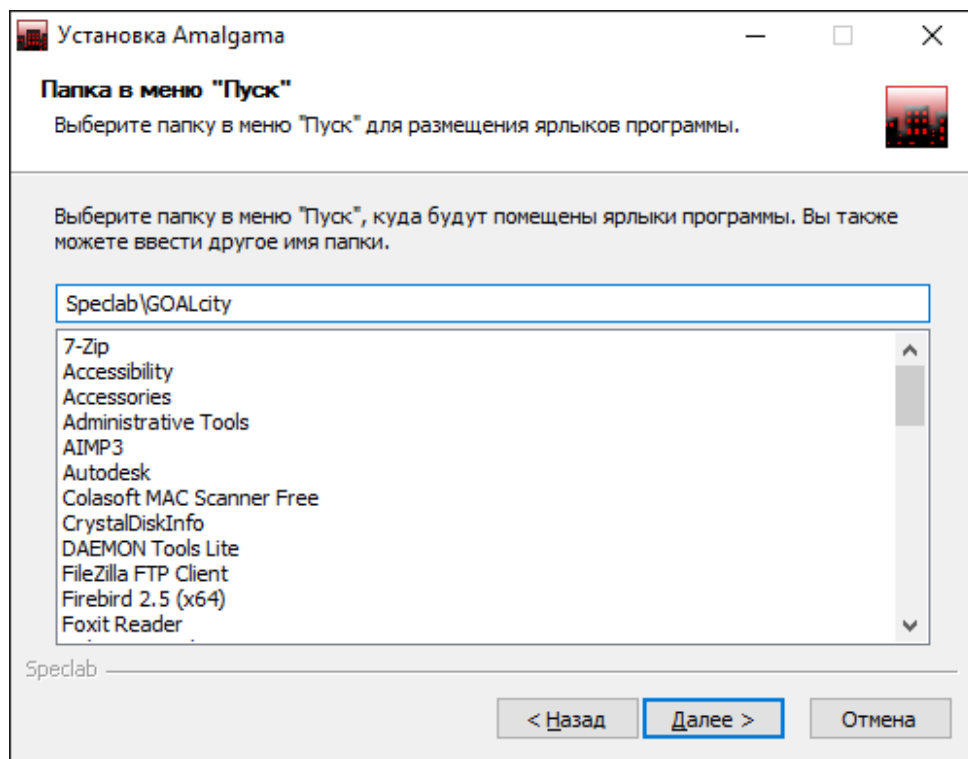 Установка Amalgama
Папка в меню "Пуск"
Выберите папку в меню "Пуск" для размещения ярлыков программы.
Выберите папку в меню "Пуск", куда будут помещены ярлыки программы. Вы также
можете ввести другое имя папки.
Speclab\GOALcity
7-Zip
Accessibility
Accessories
Administrative Tools
AIMP3
Autodesk
Colasoft MAC Scanner Free
CrystalDiskInfo
DAEMON Tools Lite
FileZilla FTP Client
Firebird 2.5 (x64)
Foxit Reader
Speclab
< Назад
Далее >
Отмена